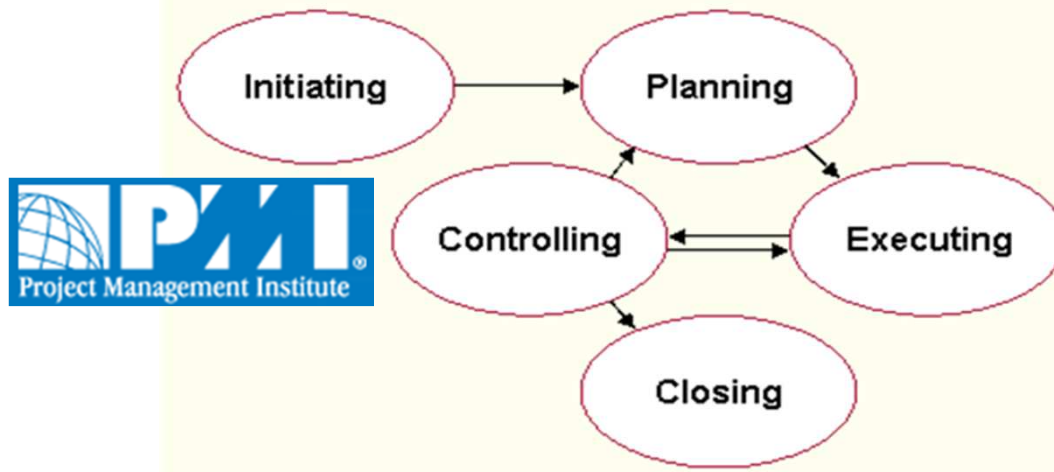 Initiating
Planning
Controlling
Executing
PMI®
Project Management Institute
Closing